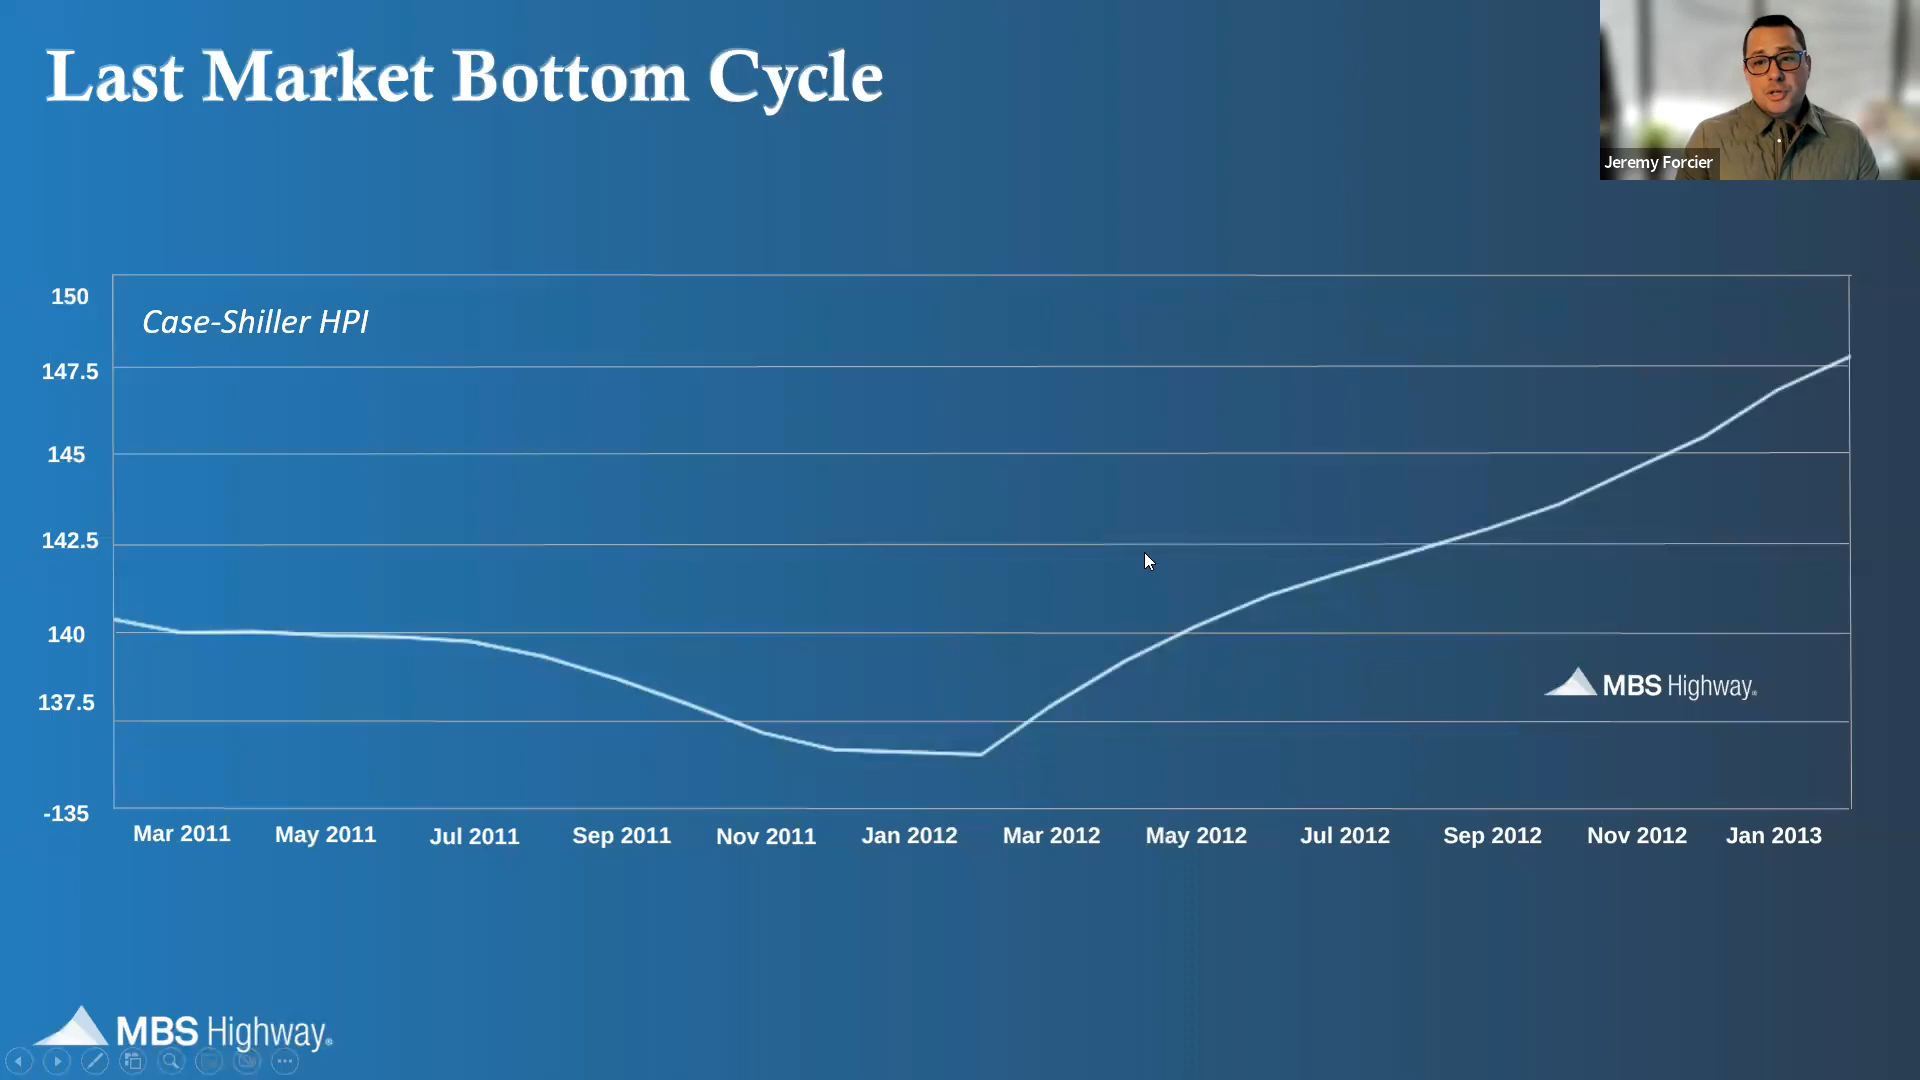 Last Market Bottom Cycle
Jeremy Forcier
150
Case-Shiller HPI
147.5
145
142.5
140
137.5
MBS Highway®
-135
Mar 2011 May 2011 Jul 2011 Sep 2011 Nov 2011 Jan 2012 Mar 2012 May 2012 Jul 2012 Sep 2012 Nov 2012 Jan 2013
MBS Highway®